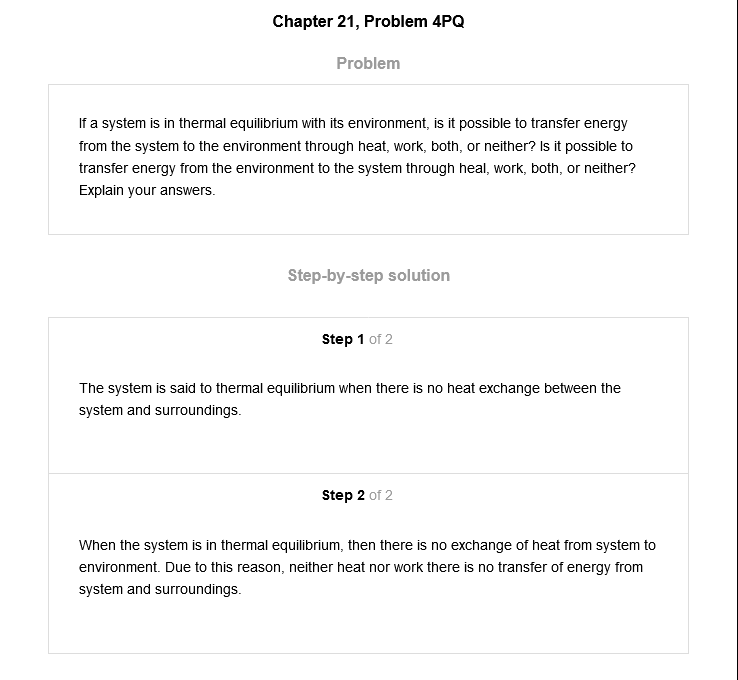 Chapter 21, Problem 4PQ
Problem
If a system is in thermal equilibrium with its environment, is it possible to transfer energy
from the system to the environment through heat, work, both, or neither? Is it possible to
transfer energy from the environment to the system through heal, work, both, or neither?
Explain your answers.
Step-by-step solution
Step 1 of 2
The system is said to thermal equilibrium when there is no heat exchange between the
system and surroundings.
Step 2 of 2
When the system is in thermal equilibrium, then there is no exchange of heat from system to
environment. Due to this reason, neither heat nor work there is no transfer of energy from
system and surroundings.